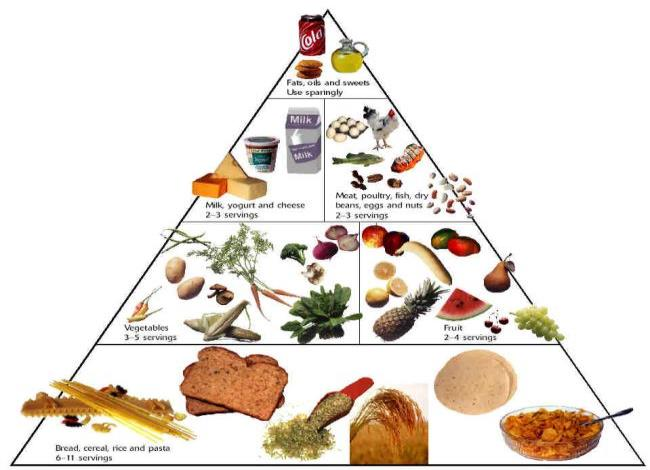 Cola
Fats, oils and sweets
Use sparingly
Milk
Milk
Milk, yogurt and cheese
2–3 servings
Meat, poultry, fish, dry
beans, eggs and nuts
2–3 servings
Vegetables
3–5 servings
Fruit
2–4 servings
Bread, cereal, rice and pasta
6–11 servings